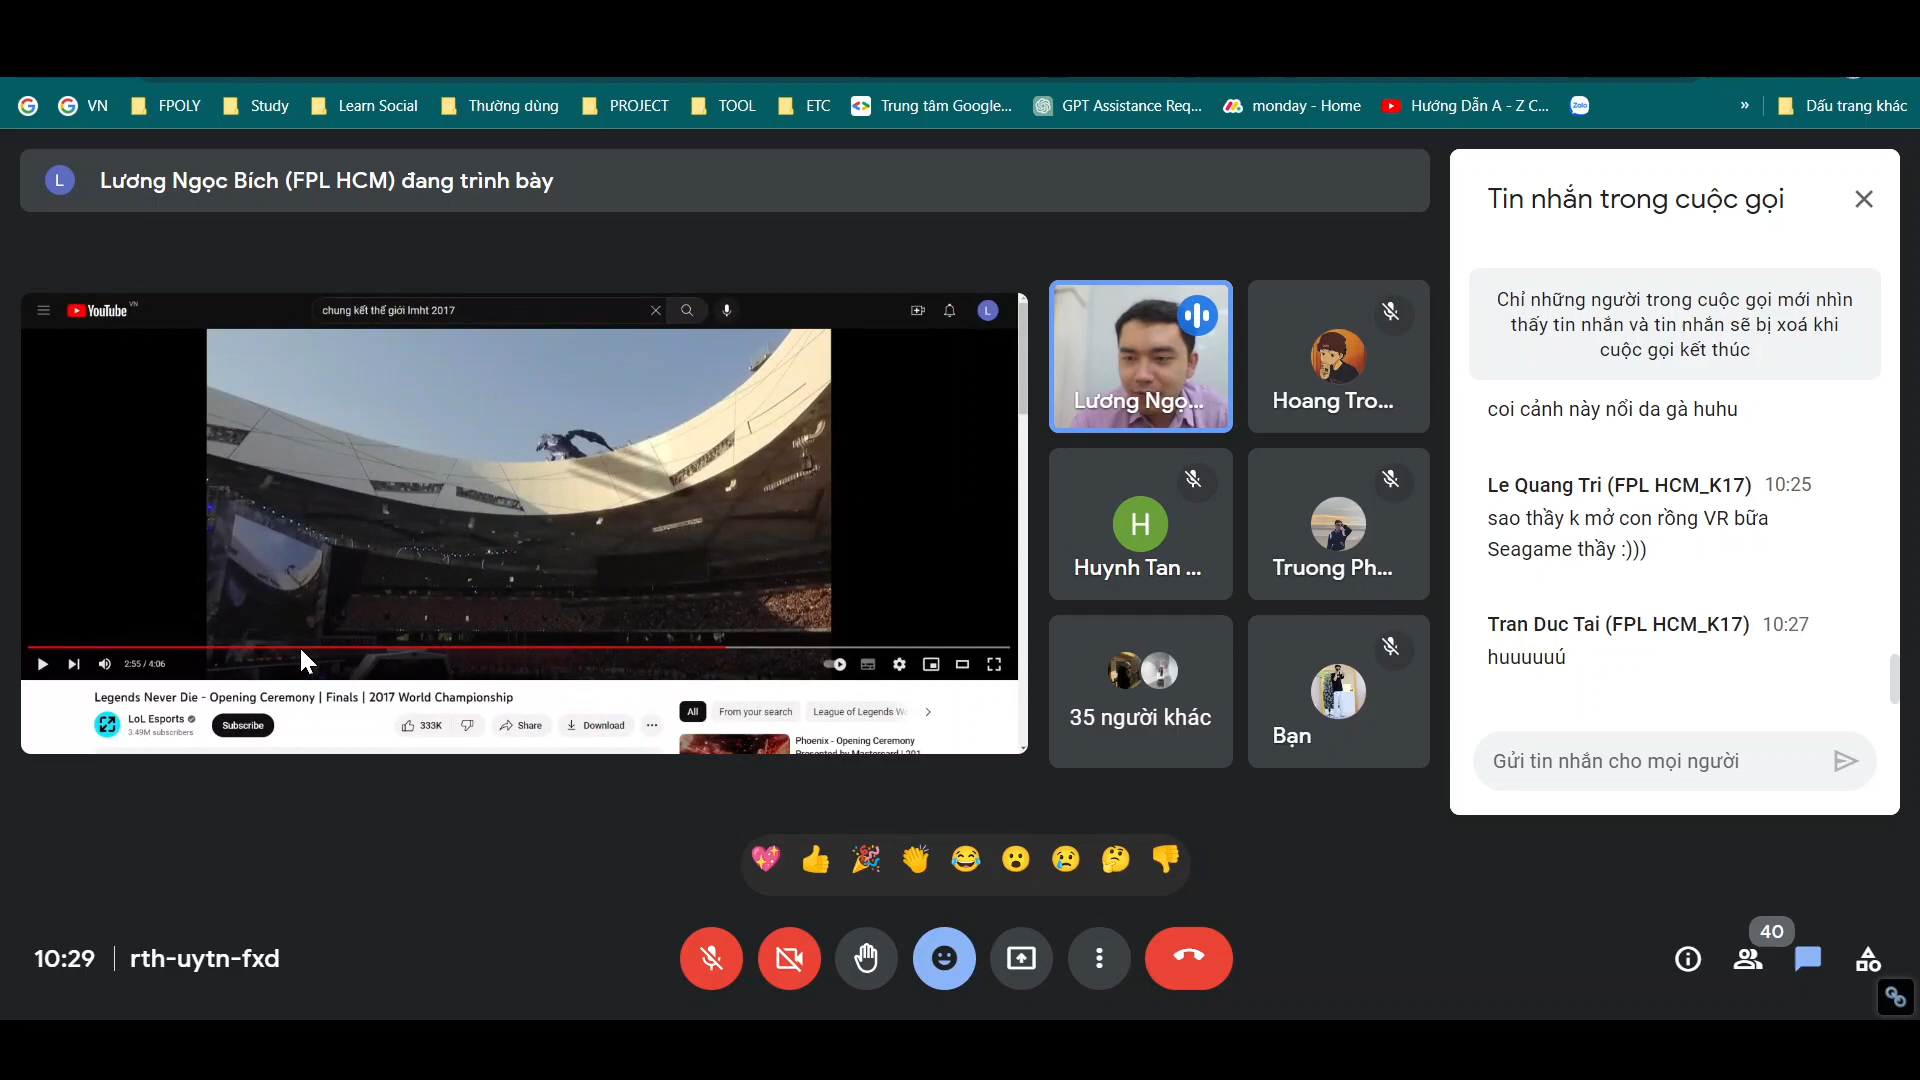 VN
FPOLY
Study
Learn Social
Thường dùng
PROJECT
TOOL
ETC
Trung tâm Google...
GPT Assistance Req...
monday - Home
Hướng Dẫn A - Z C...
Zalo
»
Dấu trang khác
L
Lương Ngọc Bích (FPL HCM) đang trình bày
YouTube VN
chung kết thế giới lmht 2017
L
2:55 / 4:06
Legends Never Die - Opening Ceremony | Finals | 2017 World Championship
LoL Esports
3.49M subscribers
Subscribe
333K
Share
Download
All
From your search
League of Legends Wo
Phoenix - Opening Ceremony
Presented by Mastercard | 201
Lương Ngọ...
Hoang Tro...
H
Huynh Tan ...
Truong Ph...
35 người khác
Bạn
Tin nhắn trong cuộc gọi
Chỉ những người trong cuộc gọi mới nhìn
thấy tin nhắn và tin nhắn sẽ bị xoá khi
cuộc gọi kết thúc
coi cảnh này nổi da gà huhu
Le Quang Tri (FPL HCM_K17) 10:25
sao thầy k mở con rồng VR bữa
Seagame thầy :)))
Tran Duc Tai (FPL HCM_K17) 10:27
huuuuuú
Gửi tin nhắn cho mọi người
10:29
rth-uytn-fxd
40